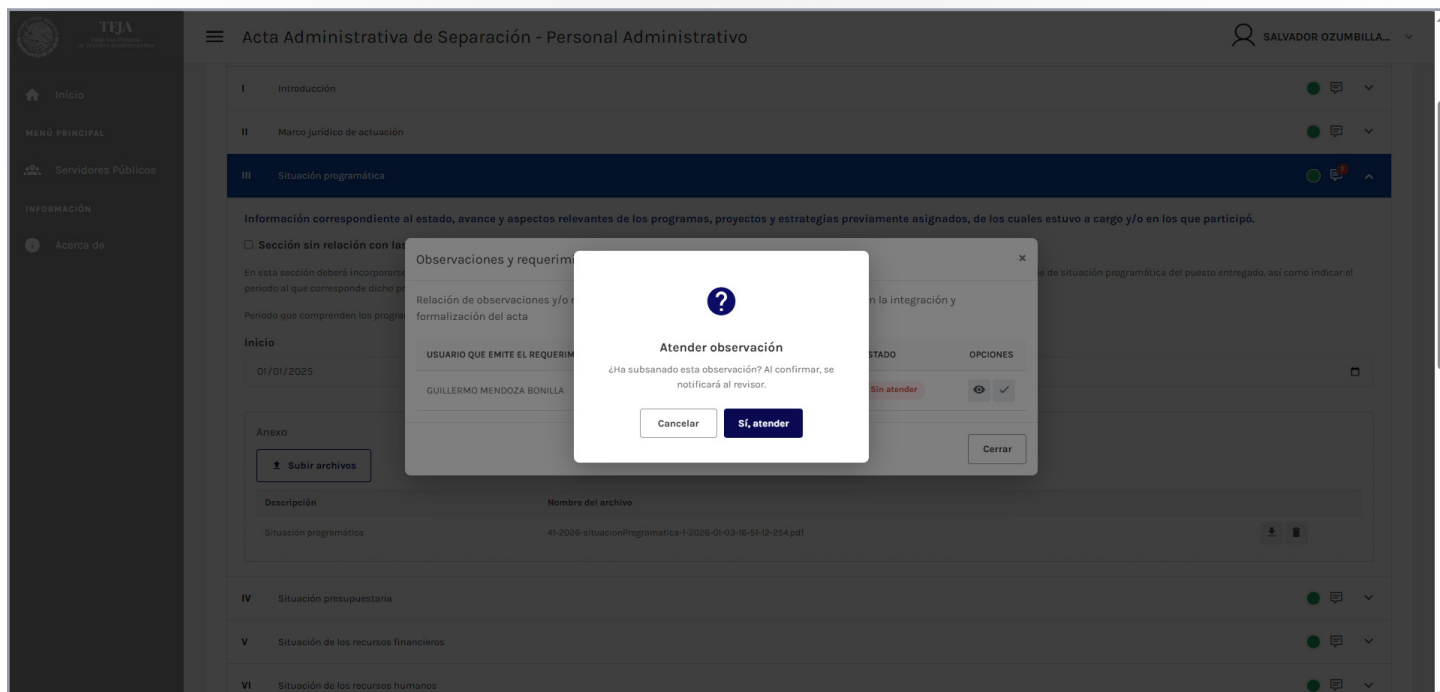 TFJA
Acta Administrativa de Separación - Personal Administrativo
SALVADOR OZUMBILLA...
Inicio
MENÚ PRINCIPAL
Servidores Públicos
INFORMACIÓN
Acerca de
I Introducción
II Marco jurídico de actuación
III Situación programática
Información correspondiente al estado, avance y aspectos relevantes de los programas, proyectos y estrategias previamente asignados, de los cuales estuvo a cargo y/o en los que participó.
Sección sin relación con las
En esta sección deberá incorporarse
de situación programática del puesto entregado, así como indicar el
periodo al que corresponde dicho
Periodo que comprenden los
Inicio
01/01/2025
Observaciones y
Relación de observaciones y/o
la integración y
formalización del acta
USUARIO QUE EMITE EL
OPCIONES
GUILLERMO MENDOZA BONILLA
Sin atender
Cerrar
Atender observación
¿Ha subsanado esta observación? Al confirmar, se
notificará al revisor.
Cancelar
Sí, atender
Anexo
Subir archivos
Descripción Nombre del archivo
Situación programática 41-2026-situacionProgramatica-1-2026-01-03-16-51-12-254.pdf
IV Situación presupuestaria
V Situación de los recursos financieros
VI Situación de los recursos humanos